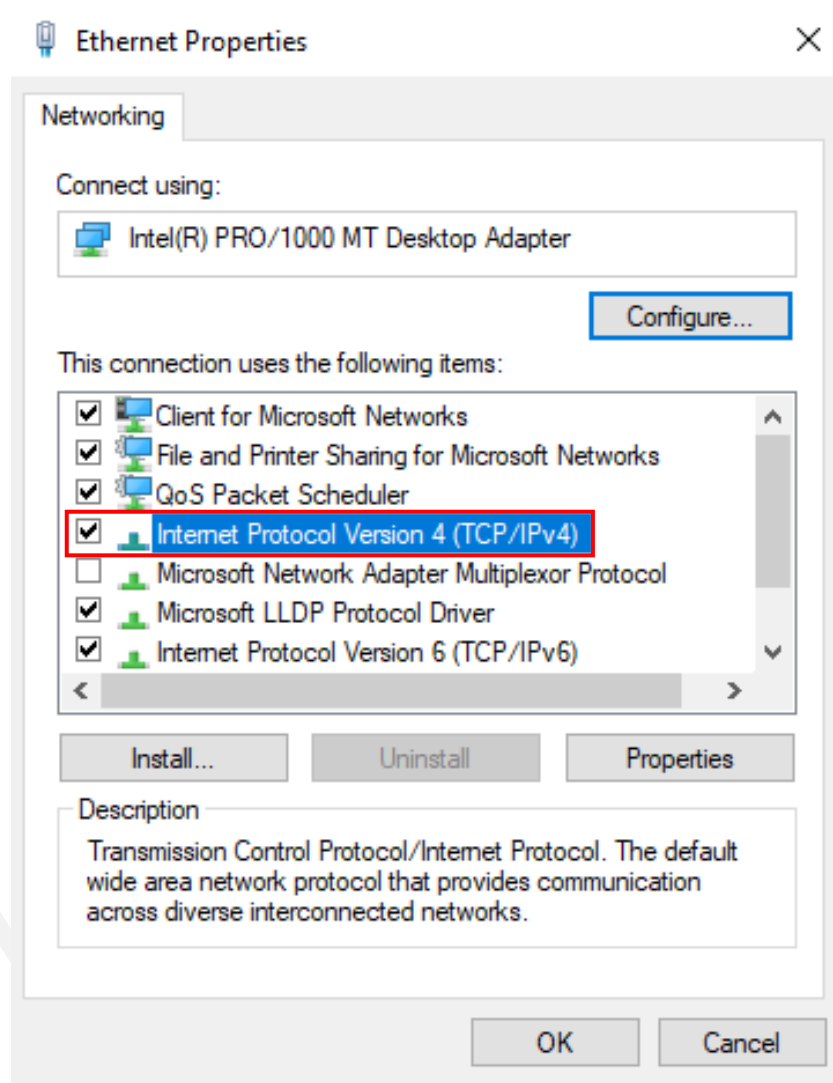 Ethernet Properties
Networking
Connect using:
Intel(R) PRO/1000 MT Desktop Adapter
Configure...
This connection uses the following items:
Client for Microsoft Networks
File and Printer Sharing for Microsoft Networks
QoS Packet Scheduler
Internet Protocol Version 4 (TCP/IPv4)
Microsoft Network Adapter Multiplexor Protocol
Microsoft LLDP Protocol Driver
Internet Protocol Version 6 (TCP/IPv6)
Install... Uninstall Properties
Description
Transmission Control Protocol/Internet Protocol. The default
wide area network protocol that provides communication
across diverse interconnected networks.
OK Cancel